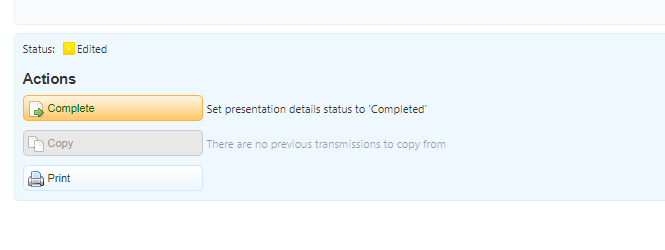 Status: Edited
Actions
Complete Set presentation details status to 'Completed'
Copy There are no previous transmissions to copy from
Print